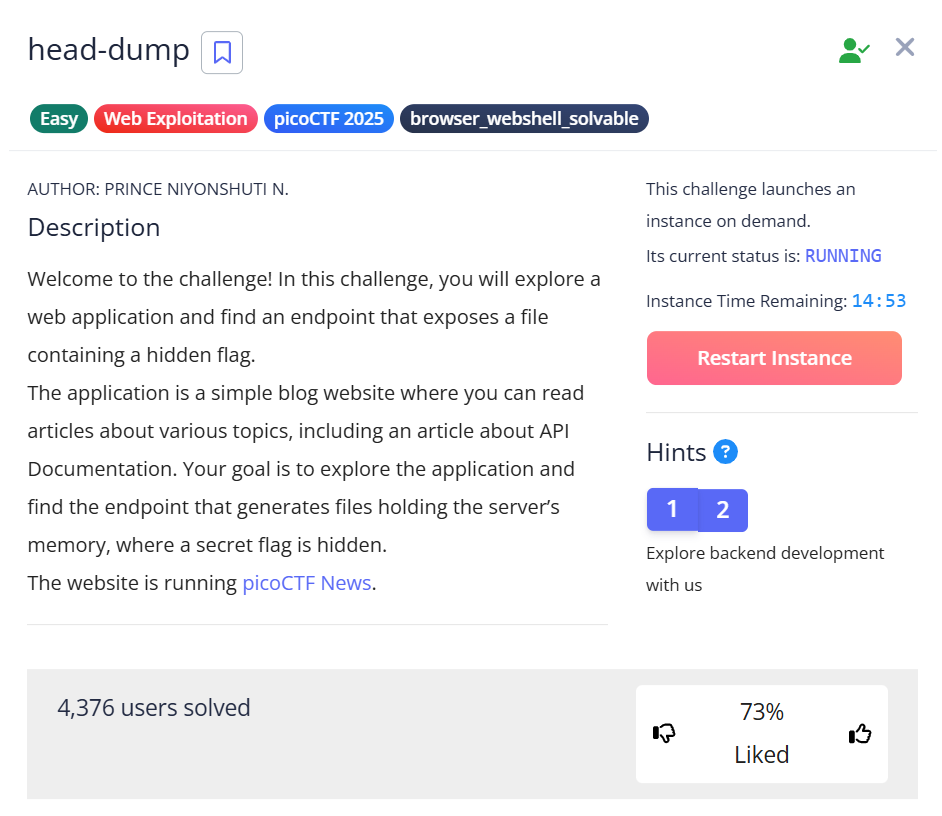 head-dump
Easy Web Exploitation picoCTF 2025 browser_webshell_solvable
AUTHOR: PRINCE NIYONSHUTI N.
Description
Welcome to the challenge! In this challenge, you will explore a
web application and find an endpoint that exposes a file
containing a hidden flag.
The application is a simple blog website where you can read
articles about various topics, including an article about API
Documentation. Your goal is to explore the application and
find the endpoint that generates files holding the server’s
memory, where a secret flag is hidden.
The website is running picoCTF News.
This challenge launches an
instance on demand.
Its current status is: RUNNING
Instance Time Remaining: 14:53
Restart Instance
Hints ?
1 2
Explore backend development
with us
4,376 users solved
73%
Liked